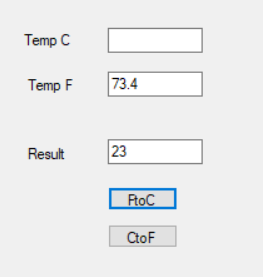 Temp C
Temp F 73.4
Result 23
FtoC
CtoF